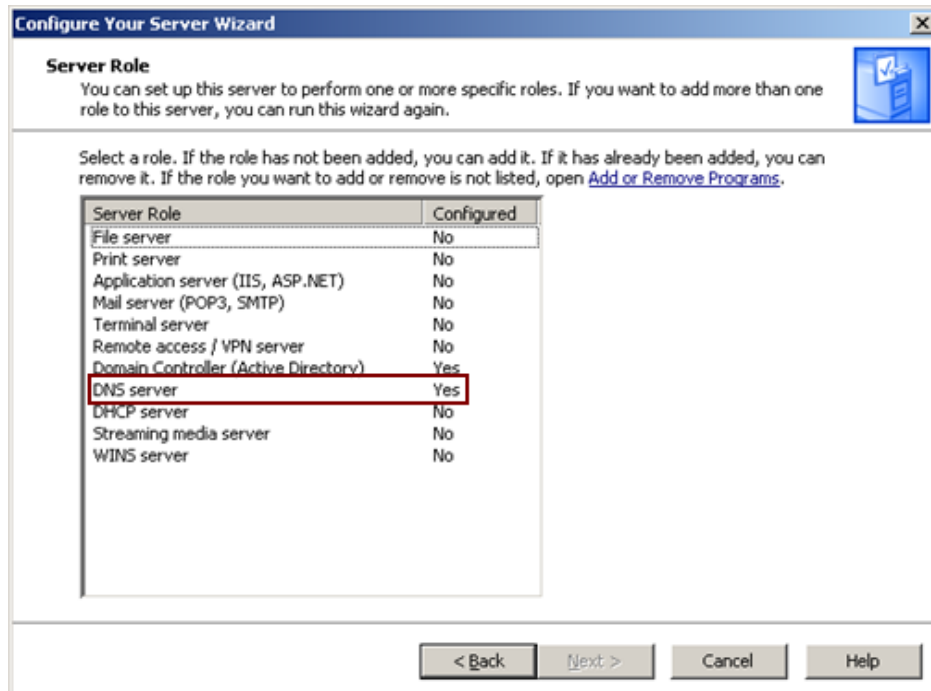 Configure Your Server Wizard
Server Role
You can set up this server to perform one or more specific roles. If you want to add more than one
role to this server, you can run this wizard again.
Select a role. If the role has not been added, you can add it. If it has already been added, you can
remove it. If the role you want to add or remove is not listed, open Add or Remove Programs.
Server Role Configured
File server No
Print server No
Application server (IIS, ASP.NET) No
Mail server (POP3, SMTP) No
Terminal server No
Remote access / VPN server No
Domain Controller (Active Directory) Yes
DNS server Yes
DHCP server No
Streaming media server No
WINS server No
< Back Next > Cancel Help